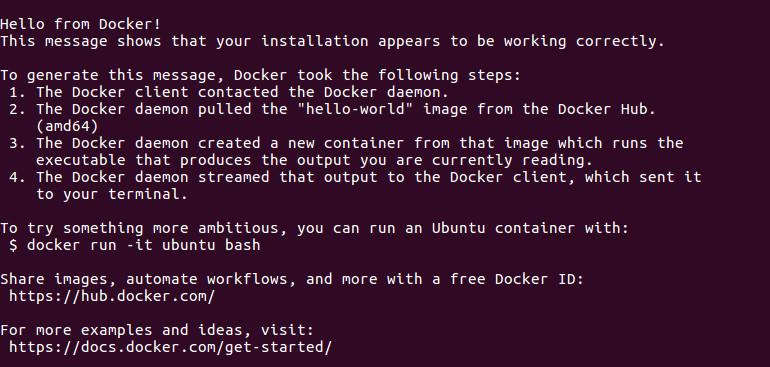 Hello from Docker!
This message shows that your installation appears to be working correctly.

To generate this message, Docker took the following steps:
 1. The Docker client contacted the Docker daemon.
 2. The Docker daemon pulled the "hello-world" image from the Docker Hub.
    (amd64)
 3. The Docker daemon created a new container from that image which runs the
    executable that produces the output you are currently reading.
 4. The Docker daemon streamed that output to the Docker client, which sent it
    to your terminal.

To try something more ambitious, you can run an Ubuntu container with:
 $ docker run -it ubuntu bash

Share images, automate workflows, and more with a free Docker ID:
 https://hub.docker.com/

For more examples and ideas, visit:
 https://docs.docker.com/get-started/